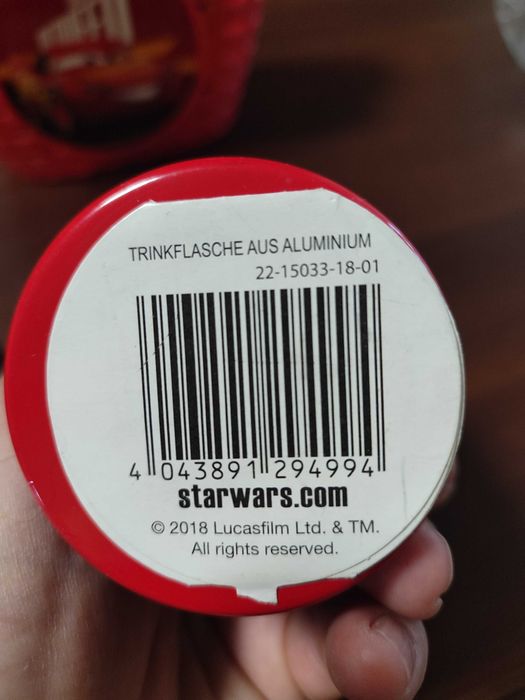 TRINKFLASCHE AUS ALUMINIUM
22-15033-18-01
4 043891 294994
starwars.com
© 2018 Lucasfilm Ltd. & TM.
All rights reserved.